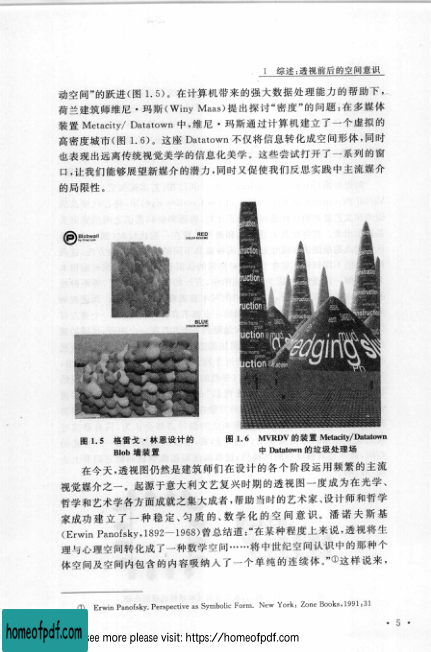 1 综述:透视前后的空间意识
动空间”的跃进(图 1.5)。在计算机带来的强大数据处理能力的帮助下,
荷兰建筑师维尼·玛斯(Winy Maas)提出探讨“密度”的问题:在多媒体
装置 Metacity/ Datatown 中,维尼·玛斯通过计算机建立了一个虚拟的
高密度城市(图 1.6)。这座 Datatown 不仅将信息转化成空间形体,同时
也表现出远离传统视觉美学的信息化美学。这些尝试打开了一系列的窗
口,让我们能够展望新媒介的潜力,同时又促使我们反思实践中主流媒介
的局限性。
Blobwall
RED
BLUE
ruction
edging
mud
图 1.5 格雷戈·林恩设计的
Blob 墙装置
图 1.6 MVRDV 的装置 Metacity/Datatown
中 Datatown 的垃圾处理场
在今天,透视图仍然是建筑师们在设计的各个阶段运用频繁的主流
视觉媒介之一。起源于意大利文艺复兴时期的透视图一度成为在光学、
哲学和艺术学各方面成就之集大成者,帮助当时的艺术家、设计师和哲学
家成功建立了一种稳定、匀质的、数学化的空间意识。潘诺夫斯基
(Erwin Panofsky,1892—1968)曾总结道:“在某种程度上来说,透视将生
理与心理空间转化成了一种数学空间……将中世纪空间认识中的那种个
体空间及空间内包含的内容吸纳入了一个单纯的连续体。”①这样说来,
① Erwin Panofsky. Perspective as Symbolic Form. New York: Zone Books,1991:31
· 5 ·
homeofpdf.com
see more please visit: https://homeofpdf.com